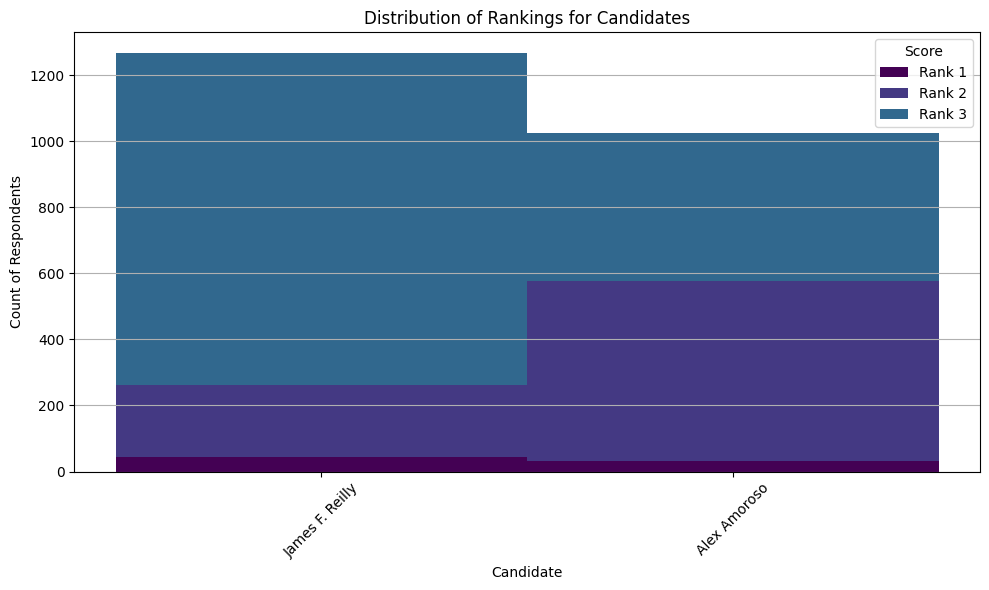 Distribution of Rankings for Candidates
Score
Rank 1
Rank 2
Rank 3
Count of Respondents
1200
1000
800
600
400
200
0
James F. Reilly
Alex Amoroso
Candidate